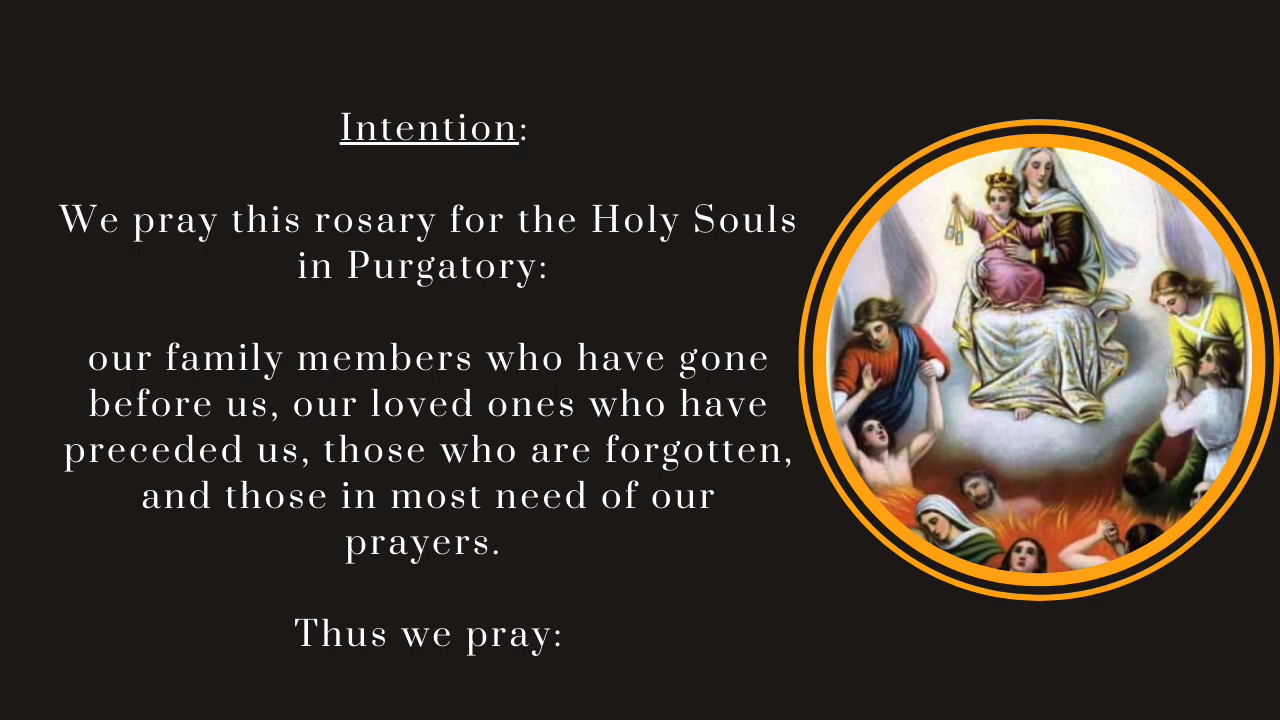 Intention:
We pray this rosary for the Holy Souls
in Purgatory:
our family members who have gone
before us, our loved ones who have
preceded us, those who are forgotten,
and those in most need of our
prayers.
Thus we pray: